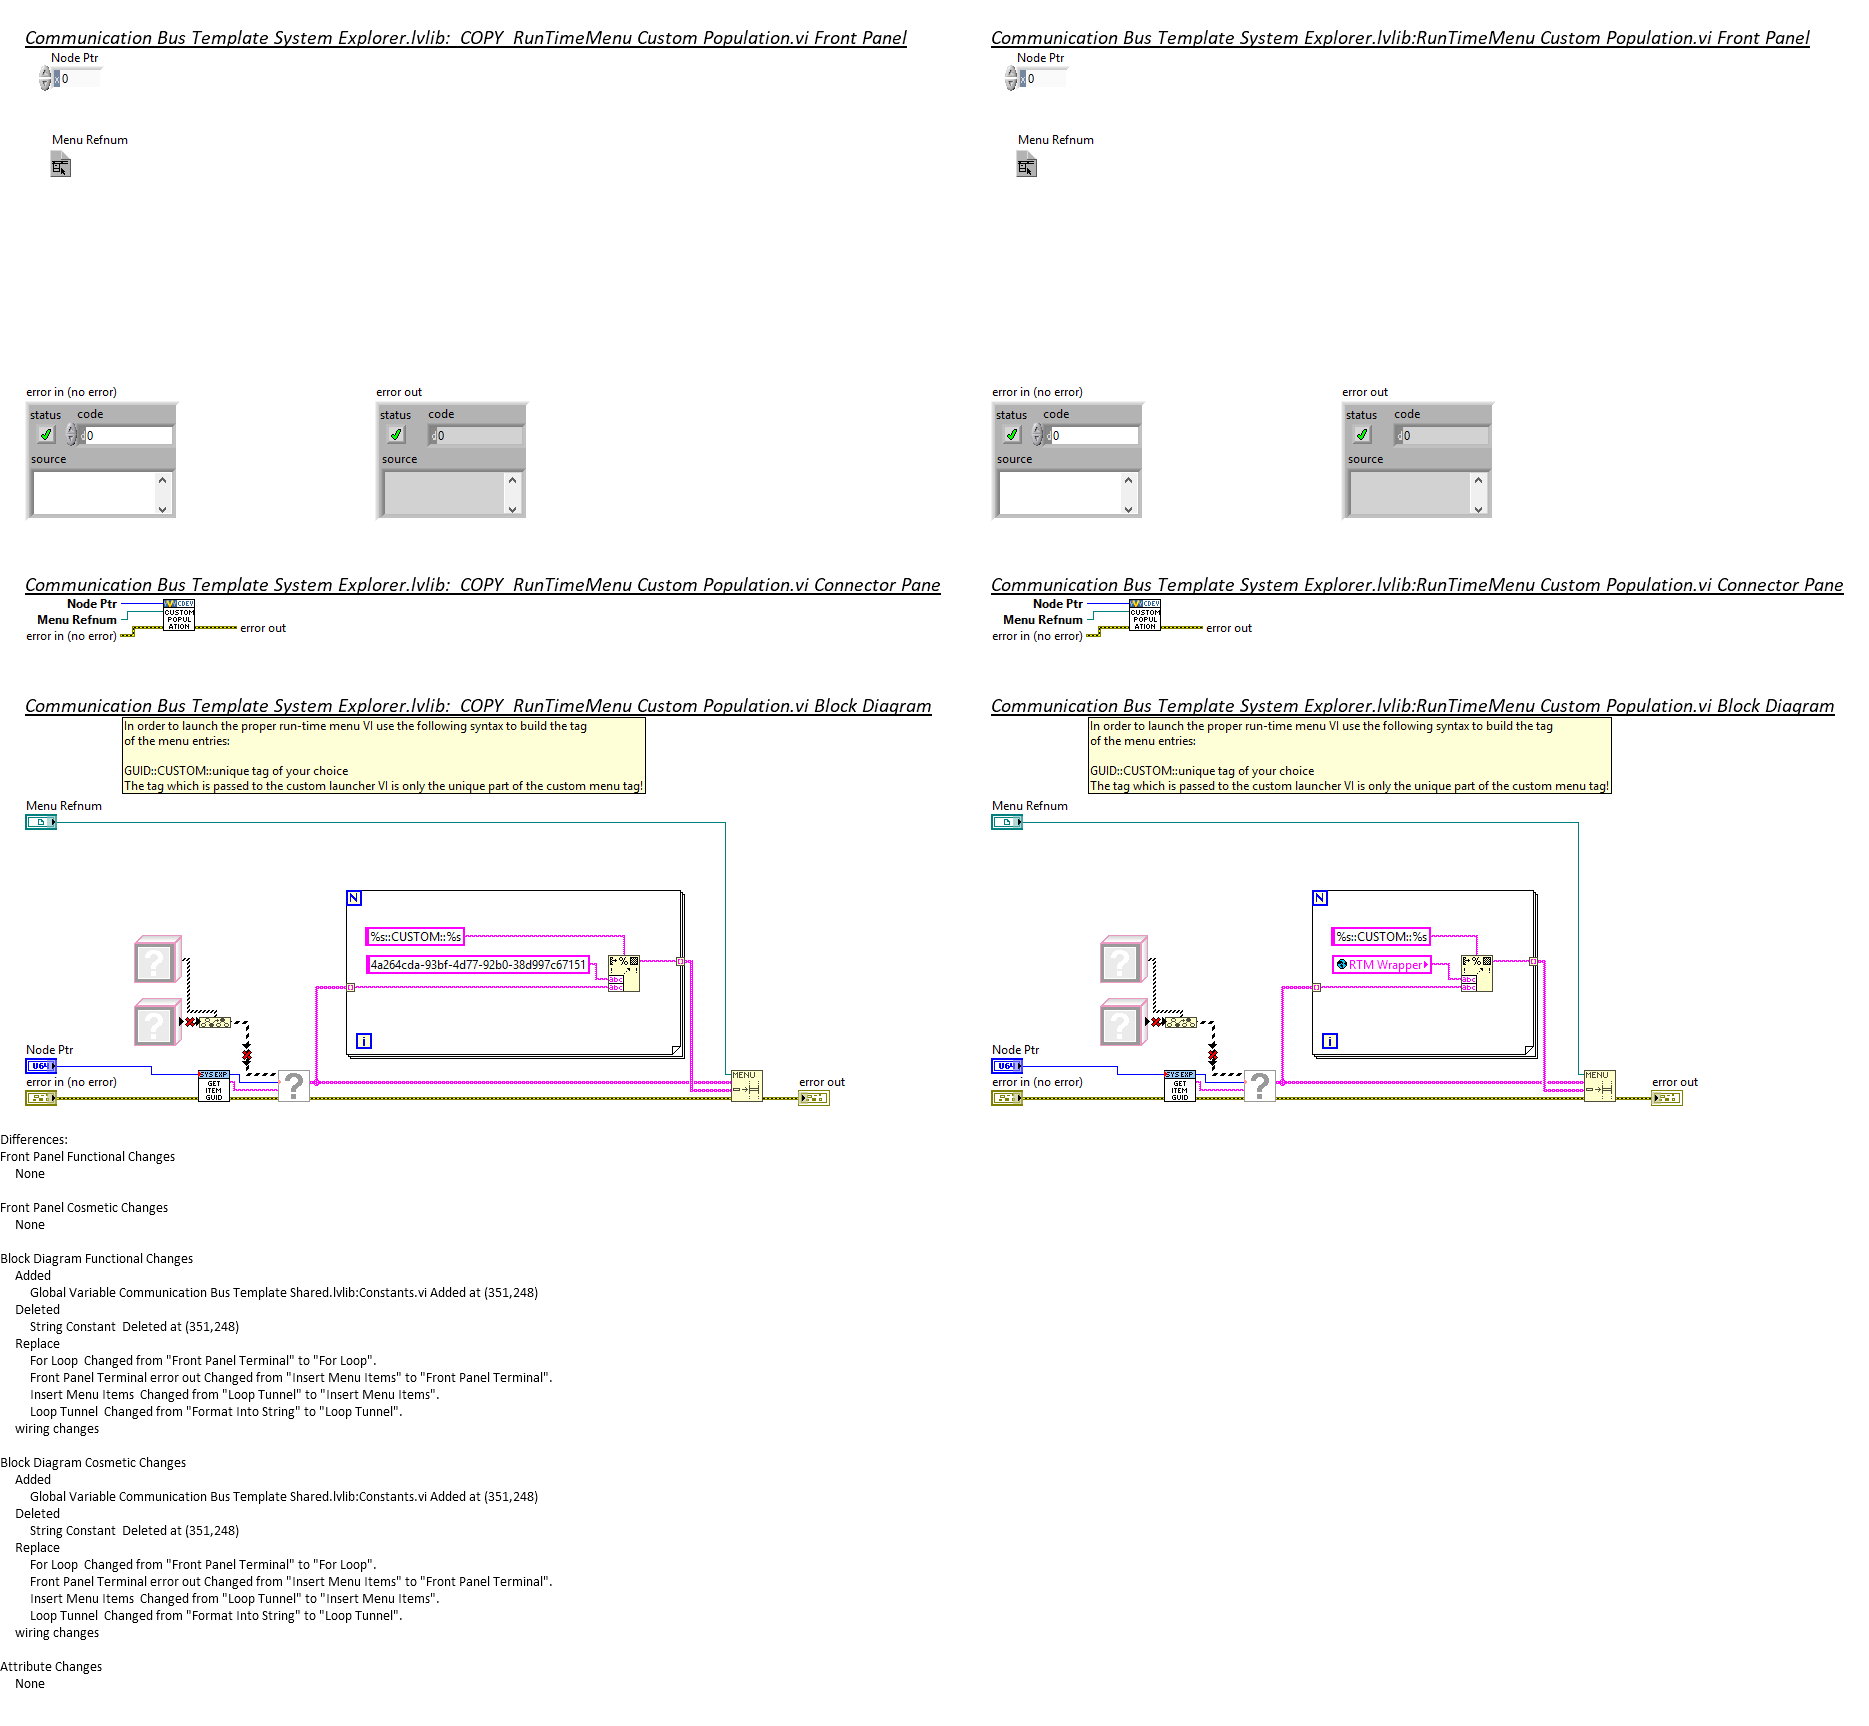 Communication Bus Template System Explorer.lvlib:_COPY_RunTimeMenu Custom Population.vi Front Panel
Node Ptr
x 0
Menu Refnum
error in (no error)
status code
d 0
source
error out
status code
d 0
source
Communication Bus Template System Explorer.lvlib:_COPY_RunTimeMenu Custom Population.vi Connector Pane
Node Ptr
Menu Refnum
error in (no error)
CDEV
CUSTOM
POPUL
ATION
error out
Communication Bus Template System Explorer.lvlib:_COPY_RunTimeMenu Custom Population.vi Block Diagram
In order to launch the proper run-time menu VI use the following syntax to build the tag
of the menu entries:
GUID::CUSTOM::unique tag of your choice
The tag which is passed to the custom launcher VI is only the unique part of the custom menu tag!
Menu Refnum
N
%s::CUSTOM::%s
4a264cda-93bf-4d77-92b0-38d997c67151
%
abc
abc
i
?
?
Node Ptr
U64
error in (no error)
SYS EXP
GET
ITEM
GUID
?
MENU
error out
Communication Bus Template System Explorer.lvlib:RunTimeMenu Custom Population.vi Front Panel
Node Ptr
x 0
Menu Refnum
error in (no error)
status code
d 0
source
error out
status code
d 0
source
Communication Bus Template System Explorer.lvlib:RunTimeMenu Custom Population.vi Connector Pane
Node Ptr
Menu Refnum
error in (no error)
CDEV
CUSTOM
POPUL
ATION
error out
Communication Bus Template System Explorer.lvlib:RunTimeMenu Custom Population.vi Block Diagram
In order to launch the proper run-time menu VI use the following syntax to build the tag
of the menu entries:
GUID::CUSTOM::unique tag of your choice
The tag which is passed to the custom launcher VI is only the unique part of the custom menu tag!
Menu Refnum
N
%s::CUSTOM::%s
RTM Wrapper
%
abc
abc
i
?
?
Node Ptr
U64
error in (no error)
SYS EXP
GET
ITEM
GUID
?
MENU
error out
Differences:
Front Panel Functional Changes
None
Front Panel Cosmetic Changes
None
Block Diagram Functional Changes
Added
Global Variable Communication Bus Template Shared.lvlib:Constants.vi Added at (351,248)
Deleted
String Constant  Deleted at (351,248)
Replace
For Loop  Changed from "Front Panel Terminal" to "For Loop".
Front Panel Terminal error out Changed from "Insert Menu Items" to "Front Panel Terminal".
Insert Menu Items  Changed from "Loop Tunnel" to "Insert Menu Items".
Loop Tunnel  Changed from "Format Into String" to "Loop Tunnel".
wiring changes
Block Diagram Cosmetic Changes
Added
Global Variable Communication Bus Template Shared.lvlib:Constants.vi Added at (351,248)
Deleted
String Constant  Deleted at (351,248)
Replace
For Loop  Changed from "Front Panel Terminal" to "For Loop".
Front Panel Terminal error out Changed from "Insert Menu Items" to "Front Panel Terminal".
Insert Menu Items  Changed from "Loop Tunnel" to "Insert Menu Items".
Loop Tunnel  Changed from "Format Into String" to "Loop Tunnel".
wiring changes
Attribute Changes
None